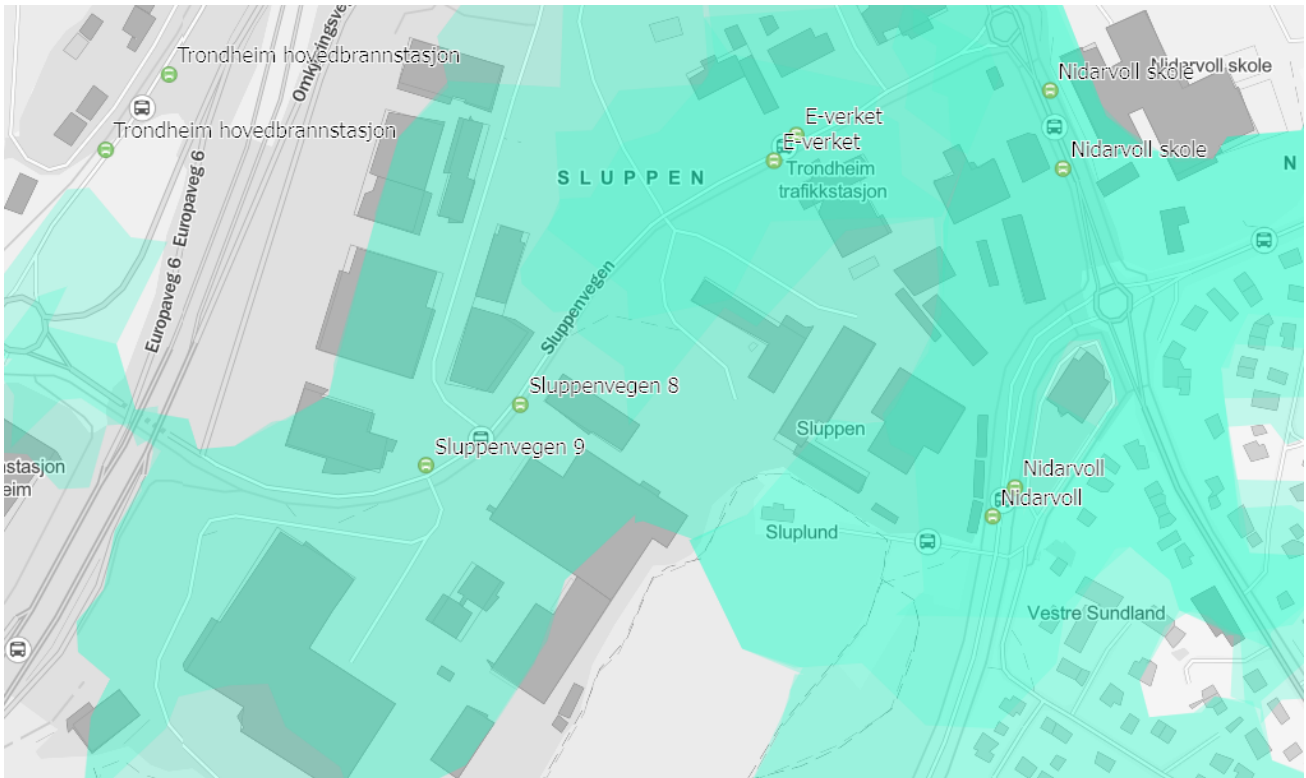 Omkjøringsve
Trondheim hovedbrannstasjon
Nidarvoll skole
Nidarvoll skole
Trondheim hovedbrannstasjon
E-verket
E-verket
Nidarvoll skole
N
Trondheim
trafikkstasjon
SLUPPEN
Europaveg 6
Europaveg 6
Sluppenvegen
Sluppenvegen 8
Sluppen
Sluppenvegen 9
nstasjon
eim
Nidarvoll
Nidarvoll
Sluplund
Vestre Sundland